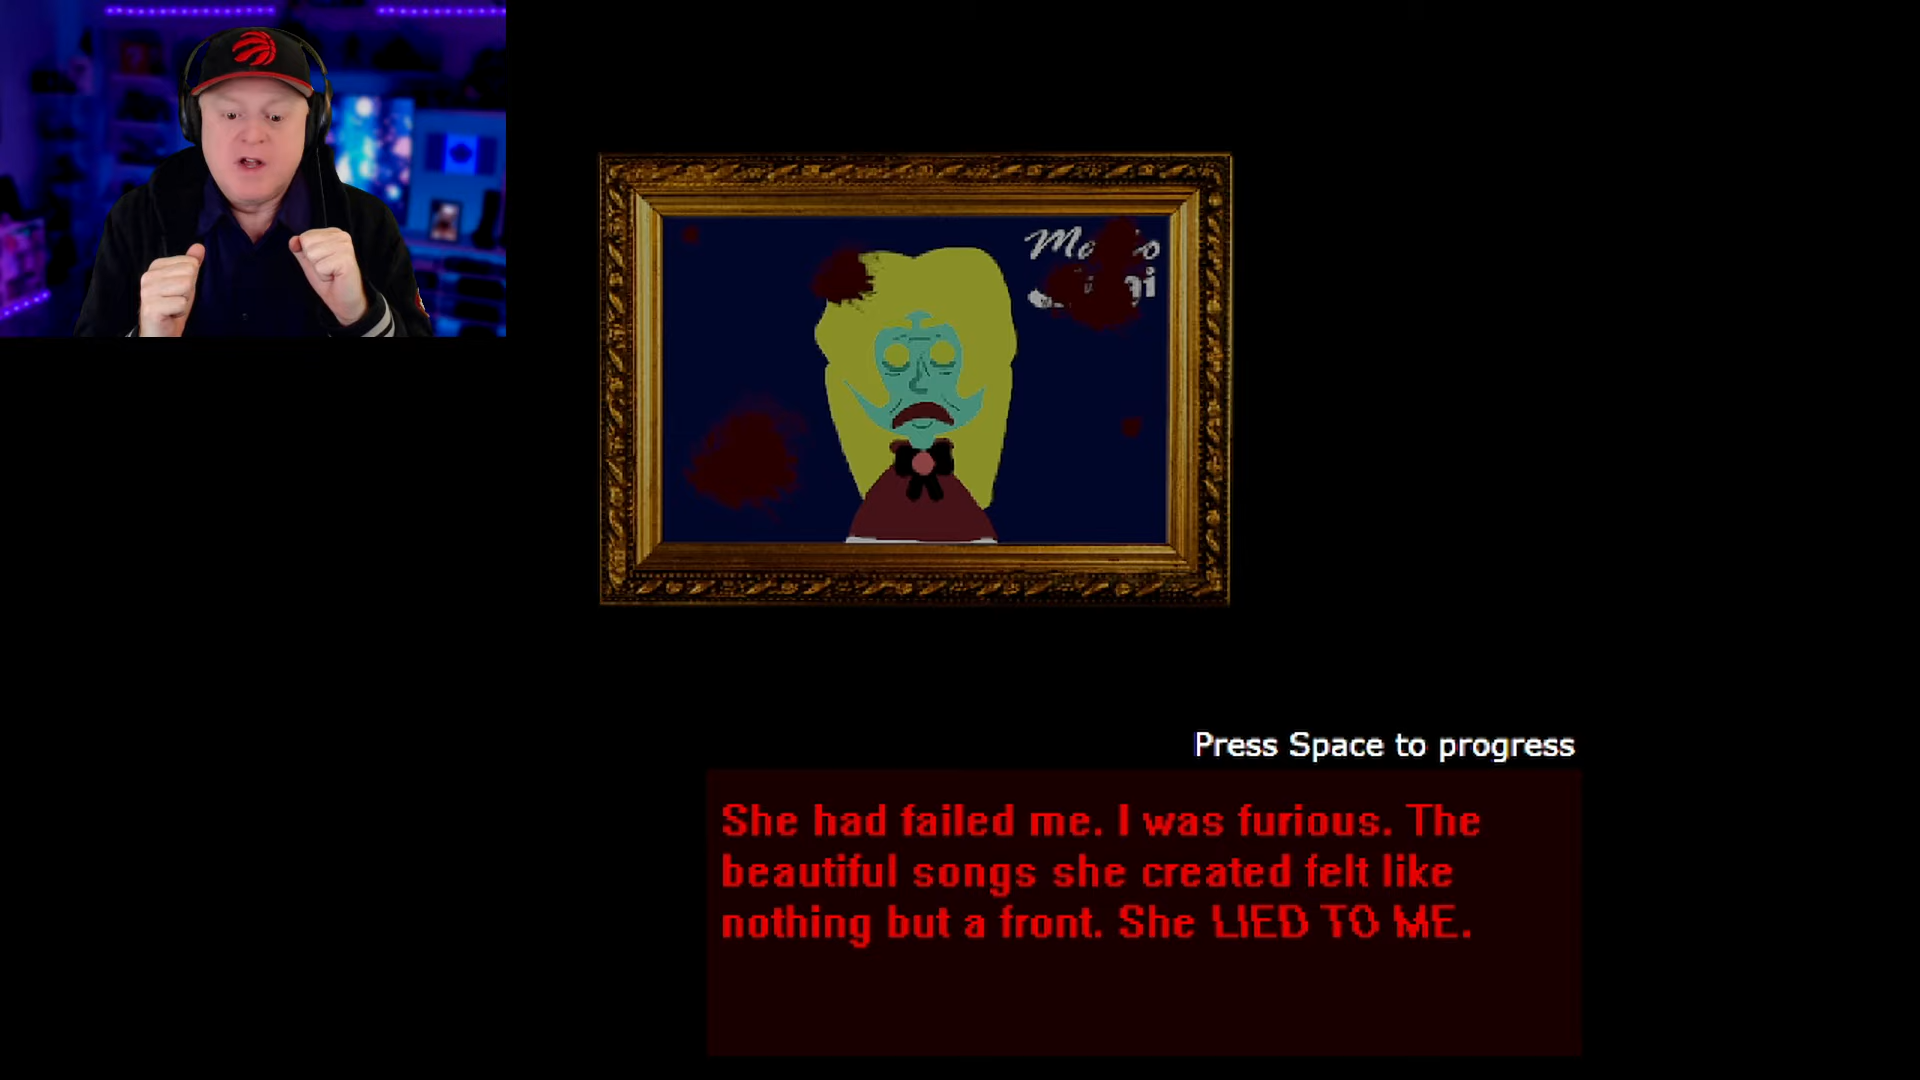 Press Space to progress
She had failed me. I was furious. The
beautiful songs she created felt like
nothing but a front. She LIED TO ME.